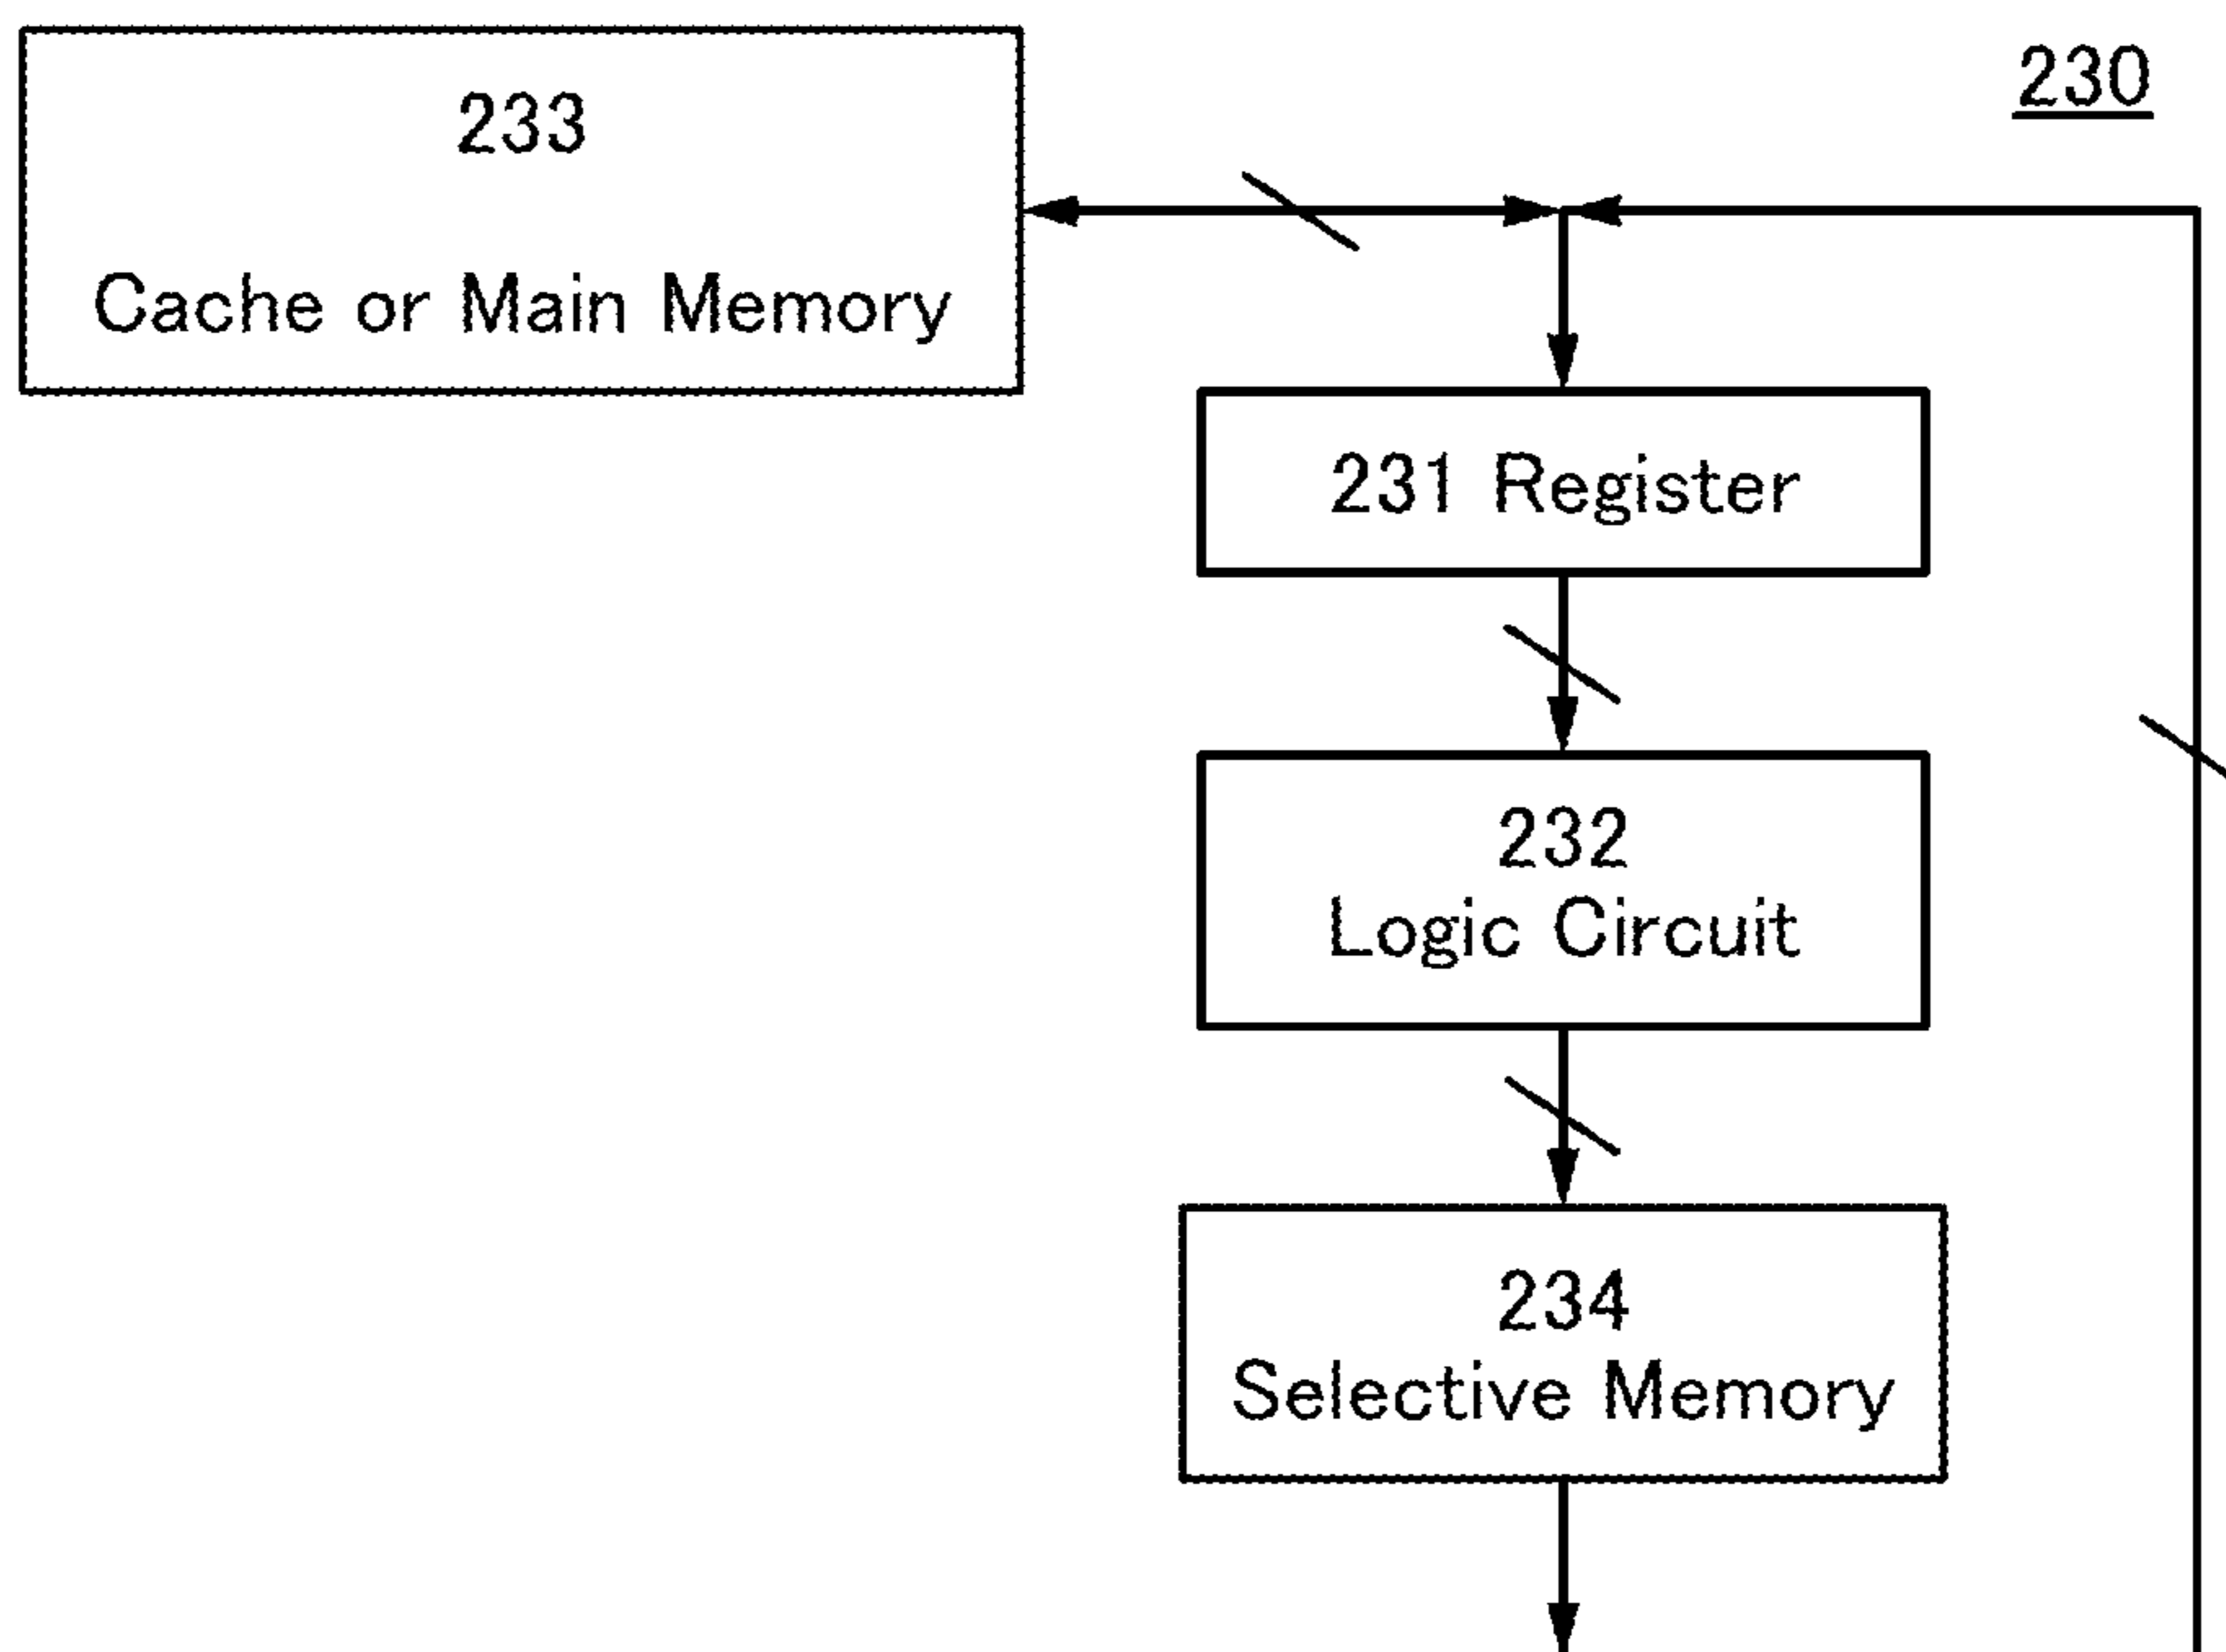 230
233
Cache or Main Memory
231 Register
232
Logic Circuit
234
Selective Memory